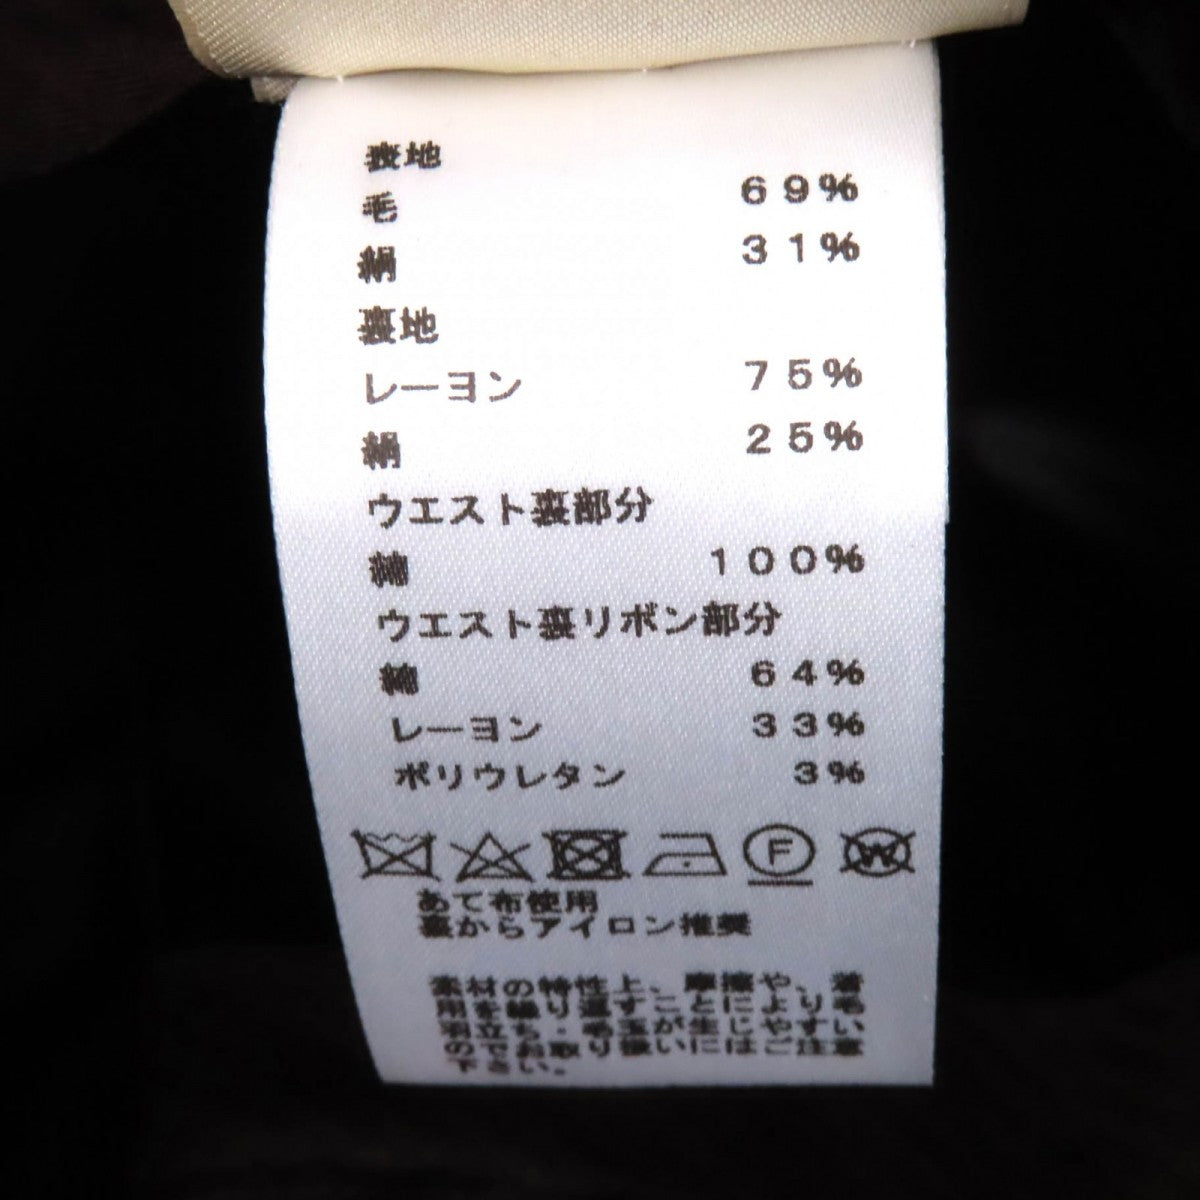 表地
毛 69%
絹 31%
裏地
レーヨン 75%
絹 25%
ウエスト裏部分
綿 100%
ウエスト裏リボン部分
綿 64%
レーヨン 33%
ポリウレタン 3%
F W
あて布使用
裏からアイロン推奨
素材の特性上、摩擦や、着
用を繰り返すことにより毛
羽立ち・毛玉が生じやすい
のでお取り扱いにはご注意
下さい。